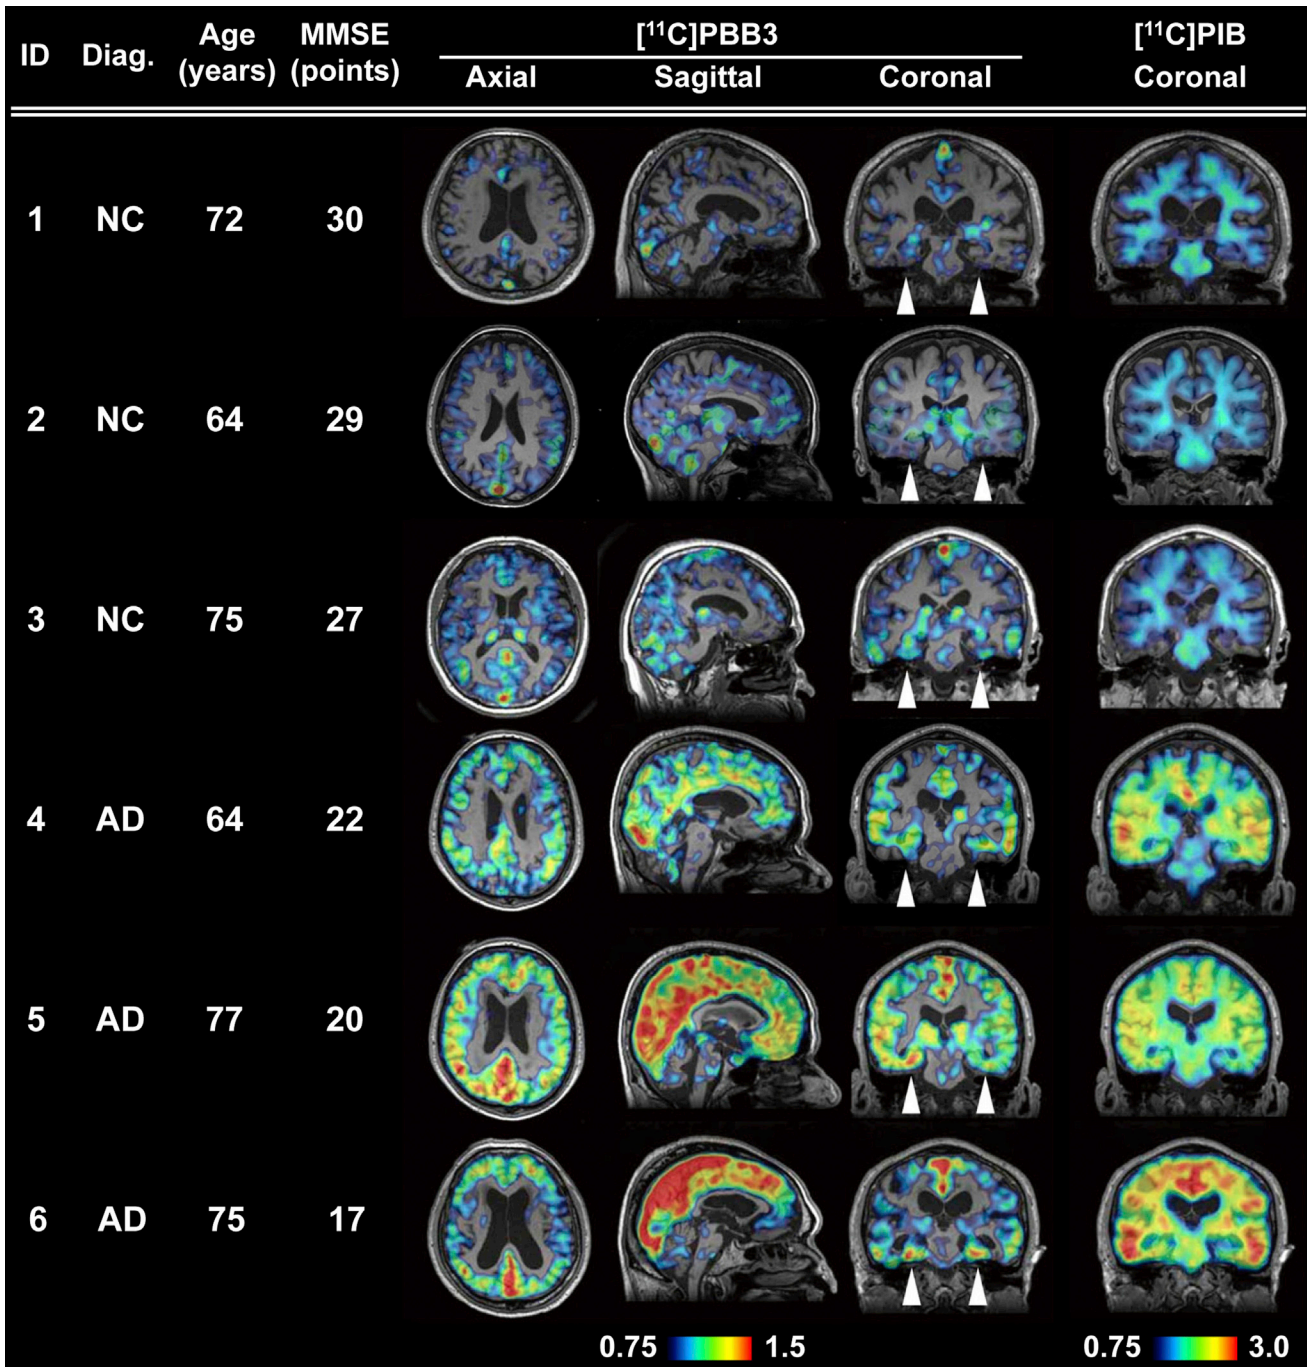 ID Diag. Age (years) MMSE (points) [¹¹C]PBB3 [¹¹C]PIB
Axial Sagittal Coronal Coronal
1 NC 72 30
2 NC 64 29
3 NC 75 27
4 AD 64 22
5 AD 77 20
6 AD 75 17
0.75 1.5 0.75 3.0